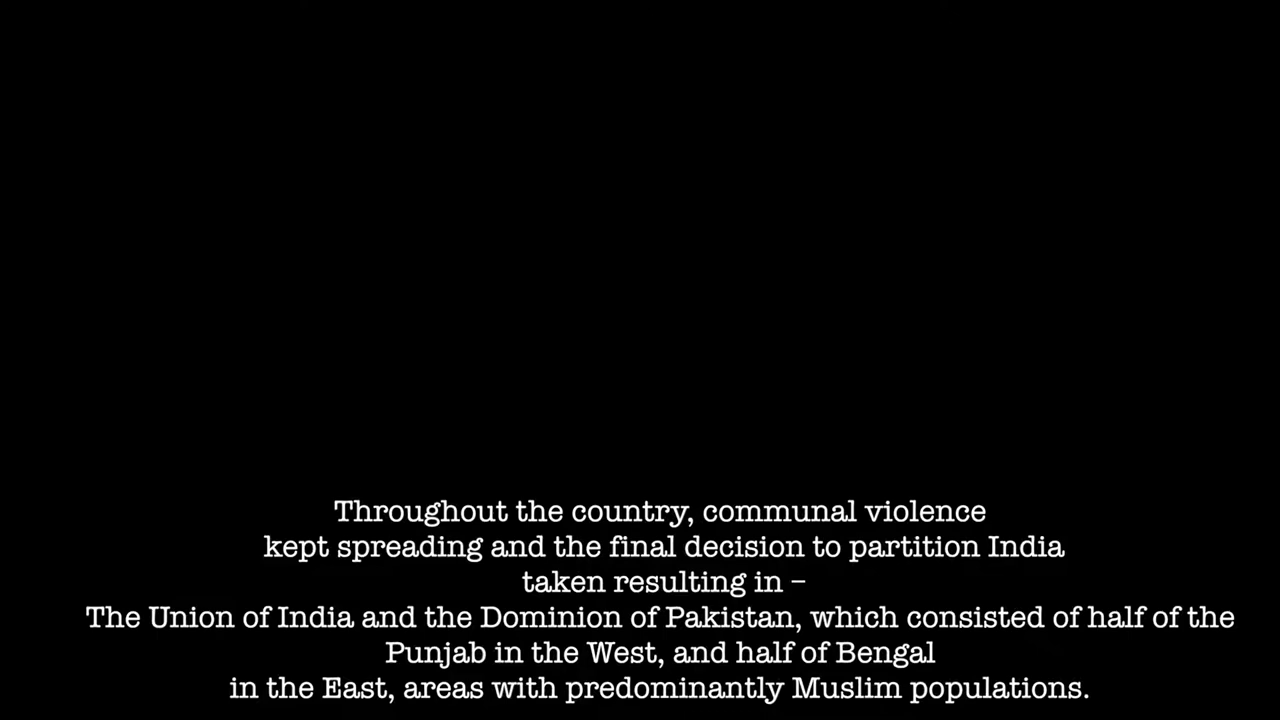 Throughout the country, communal violence
kept spreading and the final decision to partition India
taken resulting in –
The Union of India and the Dominion of Pakistan, which consisted of half of the
Punjab in the West, and half of Bengal
in the East, areas with predominantly Muslim populations.